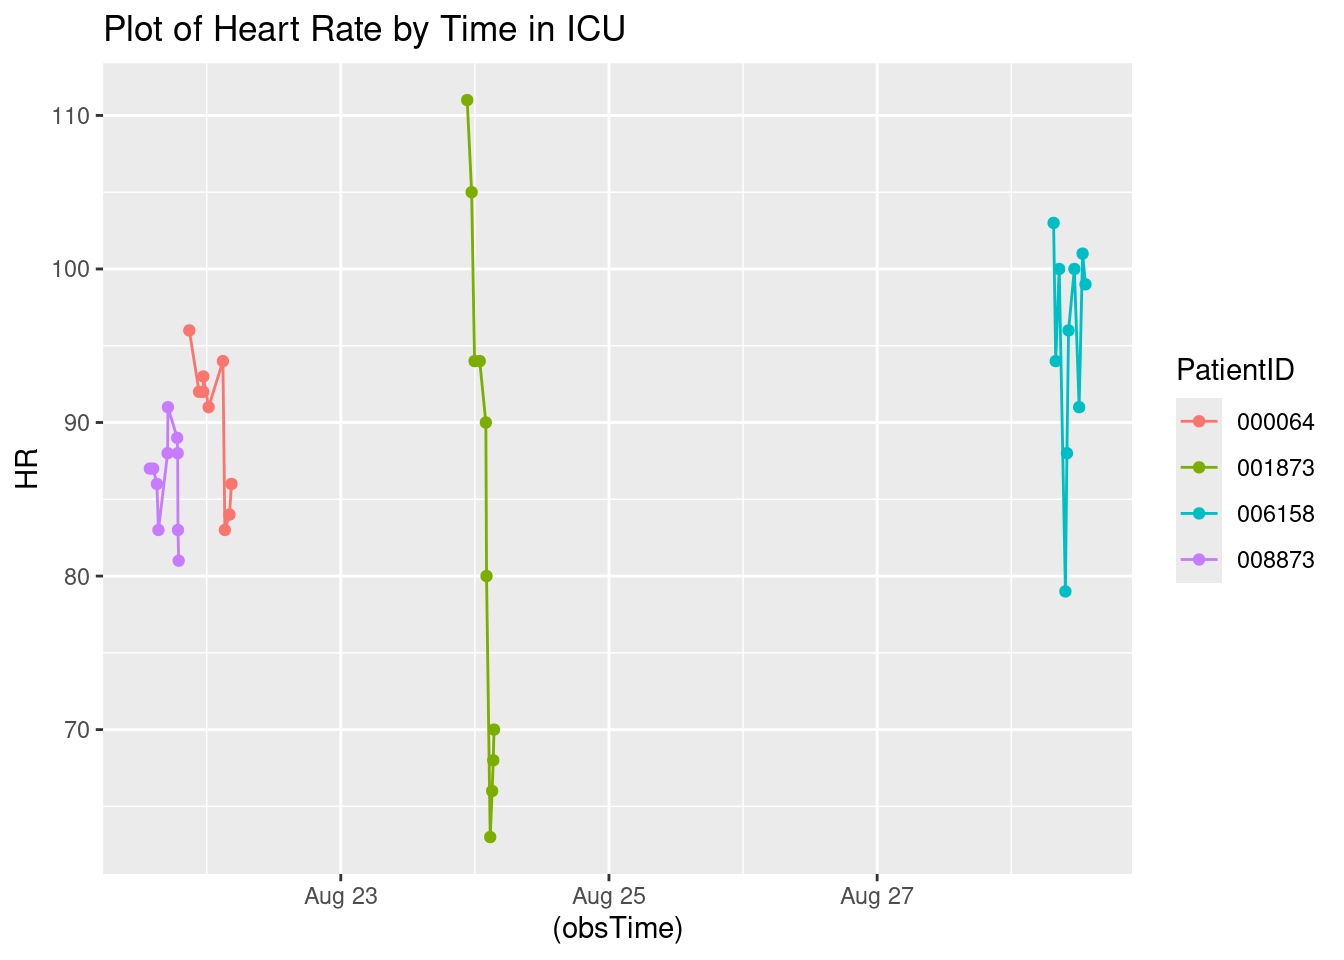 Plot of Heart Rate by Time in ICU
110
100
90
80
70
HR
Aug 23
Aug 25
Aug 27
(obsTime)
PatientID
000064
001873
006158
008873